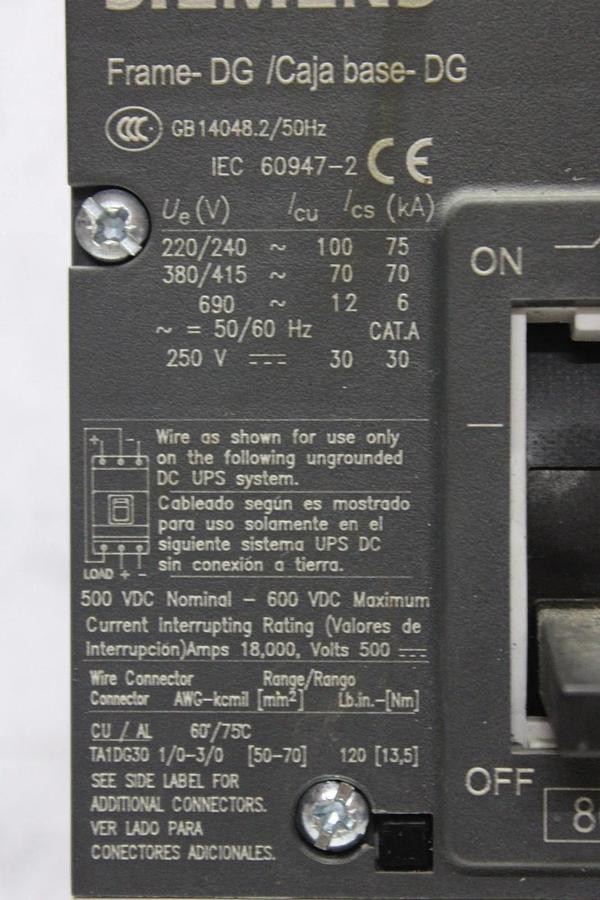 SIEMENS
Frame- DG /Caja base- DG
CCC GB14048.2/50Hz
IEC 60947-2 CE
Ue (V) Icu Ics (kA)
220/240 ~ 100 75
380/415 ~ 70 70
690 ~ 12 6
~ = 50/60 Hz CAT.A
250 V ⎓ 30 30
ON
+ -
Wire as shown for use only
on the following ungrounded
DC UPS system.
Cableado según es mostrado
para uso solamente en el
siguiente sistema UPS DC
sin conexión a tierra.
LOAD + -
500 VDC Nominal - 600 VDC Maximum
Current Interrupting Rating (Valores de
Interrupción)Amps 18,000, Volts 500 ⎓
Wire Connector Range/Rango
Connector AWG-kcmil [mm²] Lb.in.-[Nm]
CU / AL 60°/75°C
TA1DG30 1/0-3/0 [50-70] 120 [13,5]
SEE SIDE LABEL FOR
ADDITIONAL CONNECTORS.
VER LADO PARA
CONECTORES ADICIONALES.
OFF